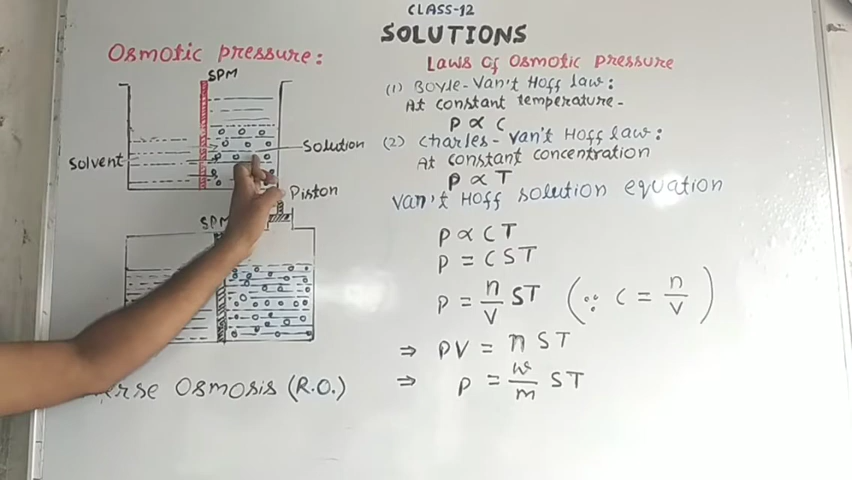 CLASS-12
SOLUTIONS
Osmotic pressure:
SPM
Solvent
Solution
Piston
SPM
Osmosis (R.O.)
Laws of Osmotic Pressure
(1) Boyle-Van't Hoff law:
At constant temperature-
P ∝ C
(2) Charles-Van't Hoff law:
At constant concentration
P ∝ T
Van't Hoff solution equation
P ∝ CT
P = CST
P = n/V ST (∵ C = n/V)
⇒ PV = n ST
⇒ P = w/m ST